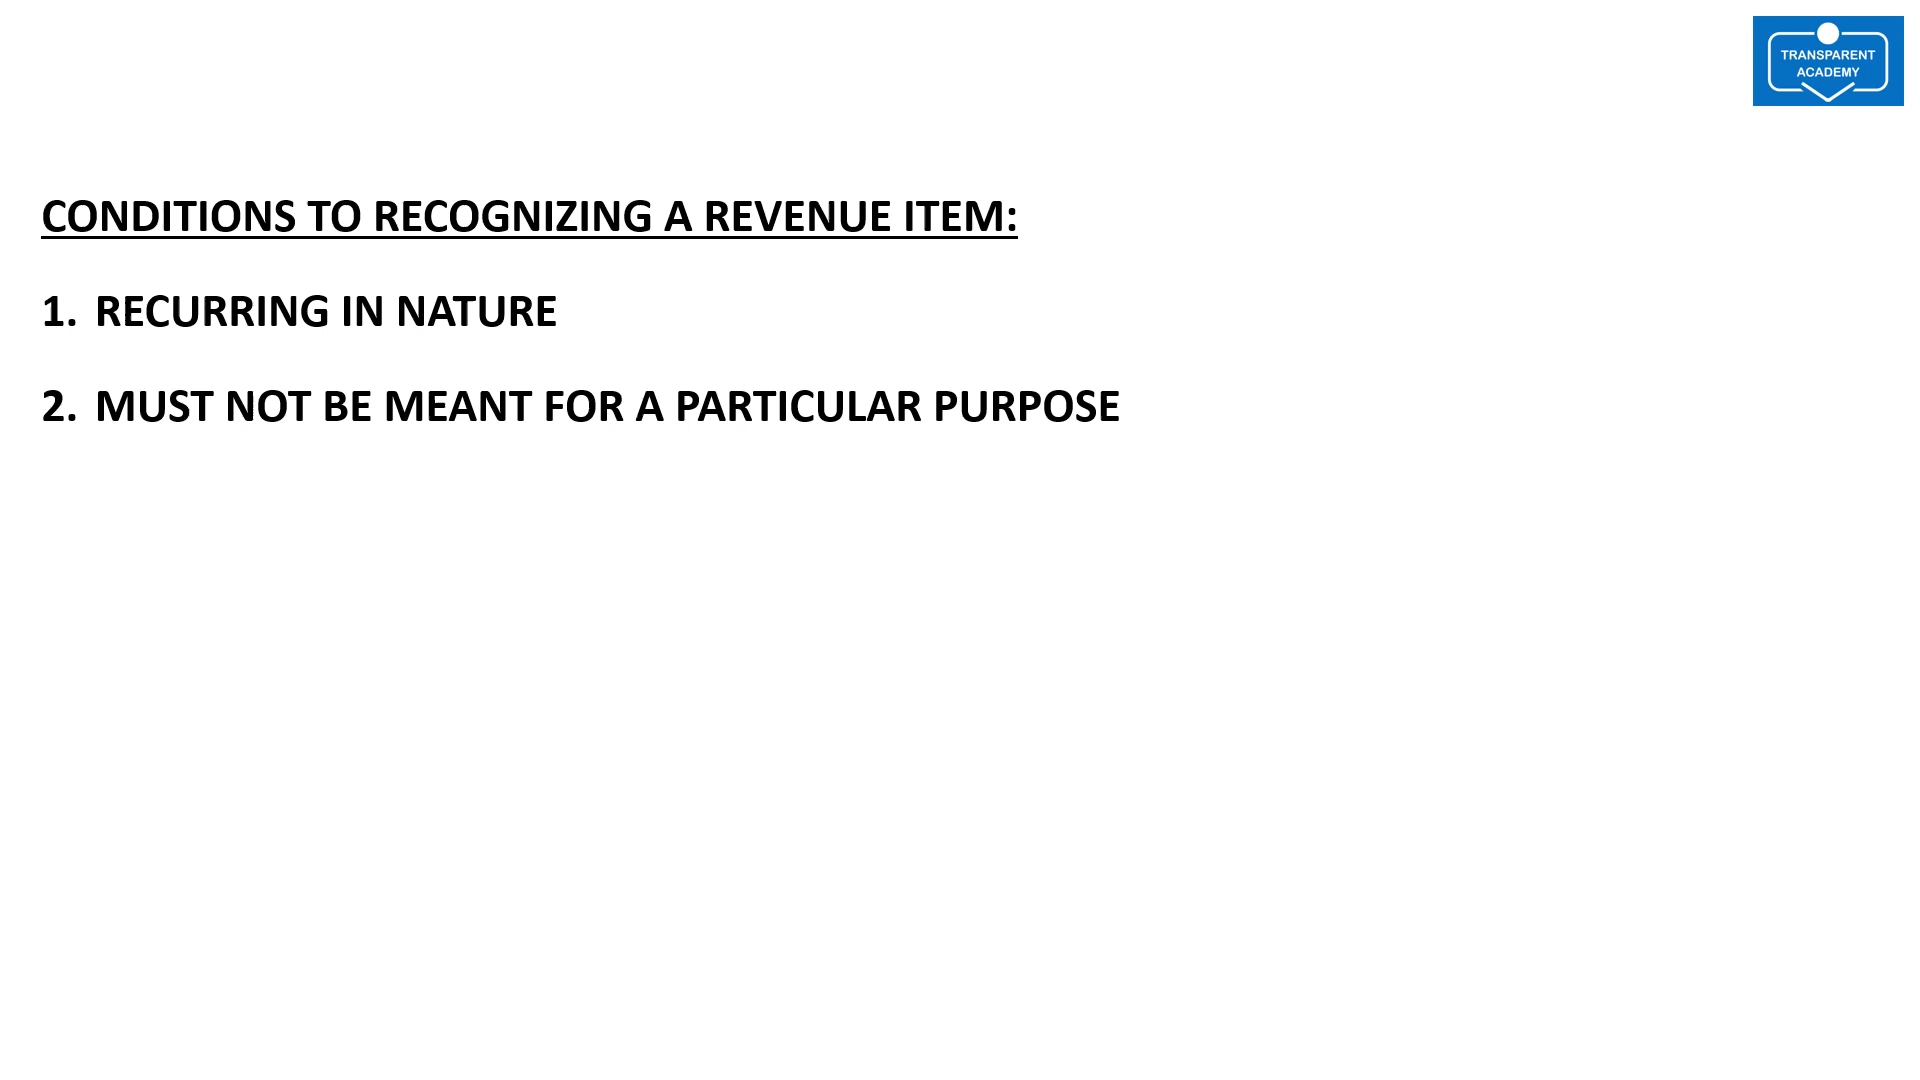 TRANSPARENT
ACADEMY
CONDITIONS TO RECOGNIZING A REVENUE ITEM:
1. RECURRING IN NATURE
2. MUST NOT BE MEANT FOR A PARTICULAR PURPOSE